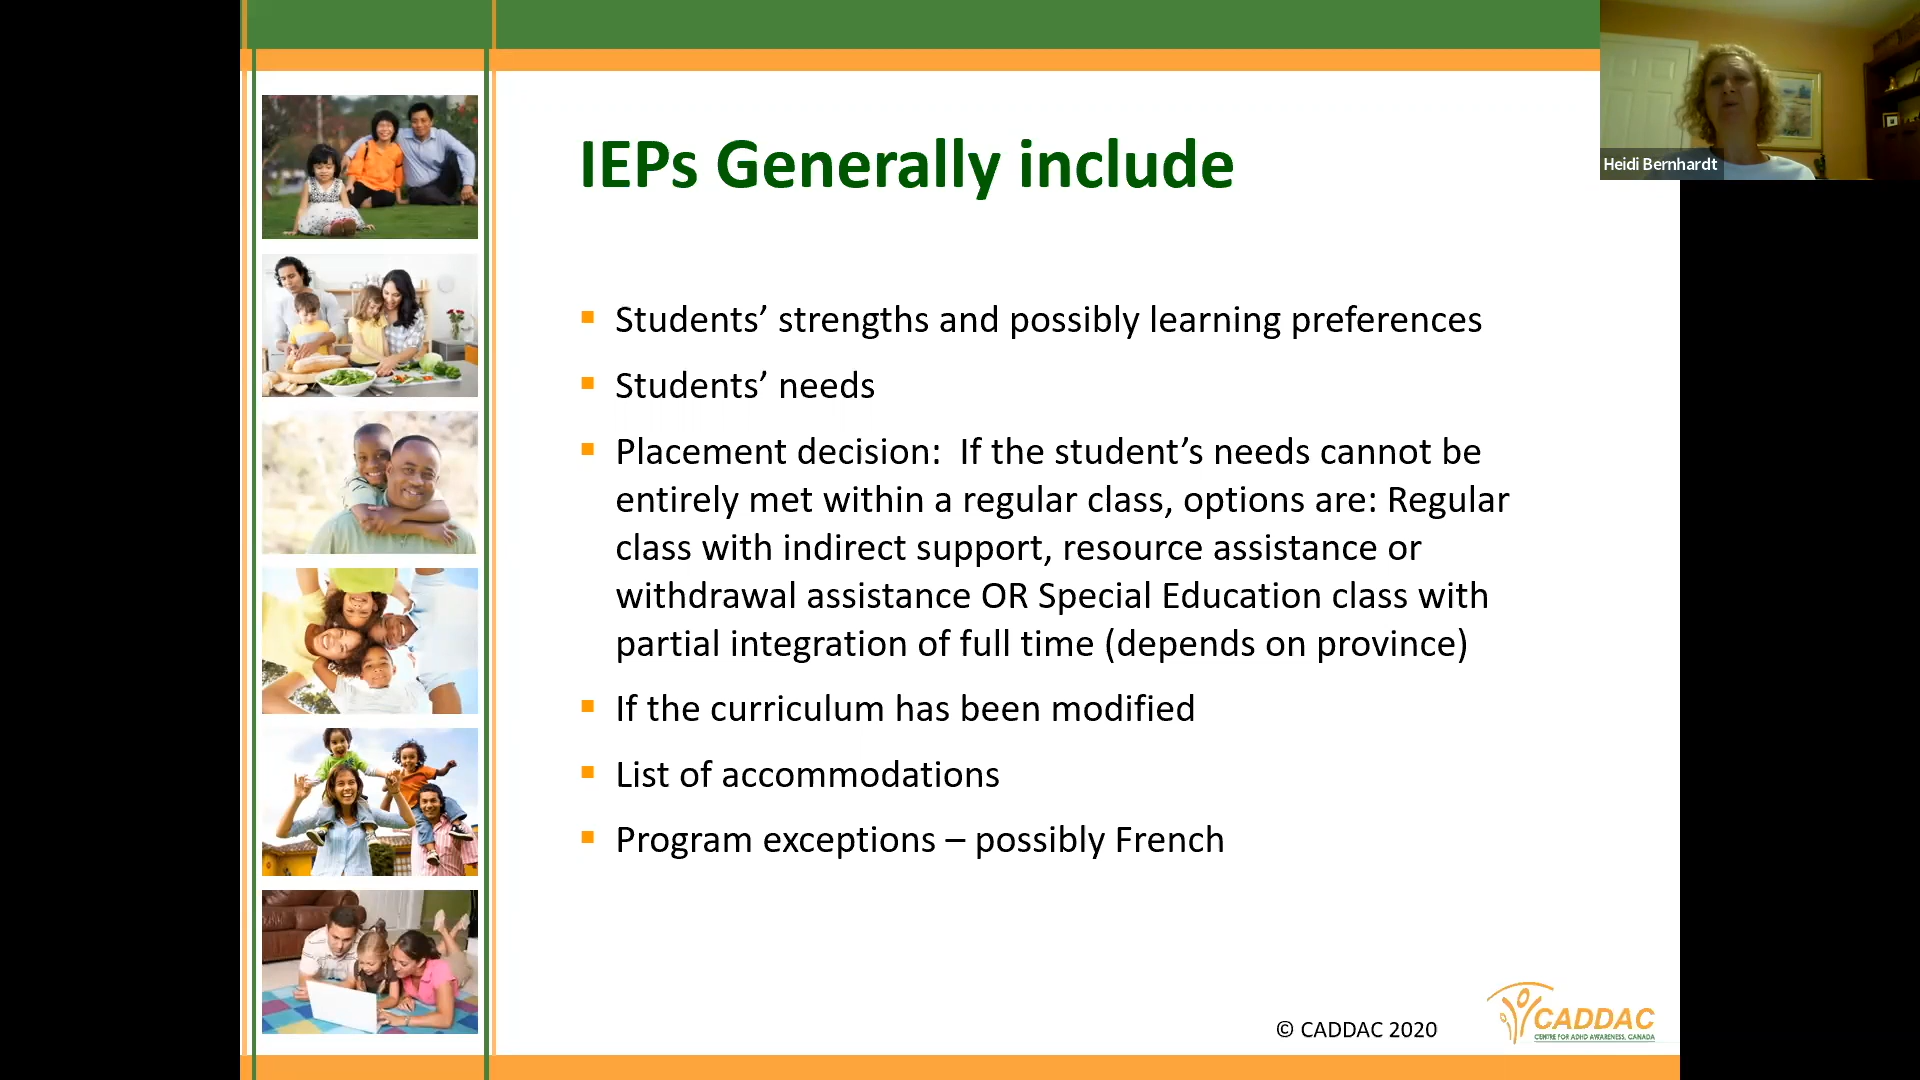 IEPs Generally include
Heidi Bernhardt
Students’ strengths and possibly learning preferences
Students’ needs
Placement decision:  If the student’s needs cannot be
entirely met within a regular class, options are: Regular
class with indirect support, resource assistance or
withdrawal assistance OR Special Education class with
partial integration of full time (depends on province)
If the curriculum has been modified
List of accommodations
Program exceptions – possibly French
© CADDAC 2020
CADDAC
CENTRE FOR ADHD AWARENESS, CANADA